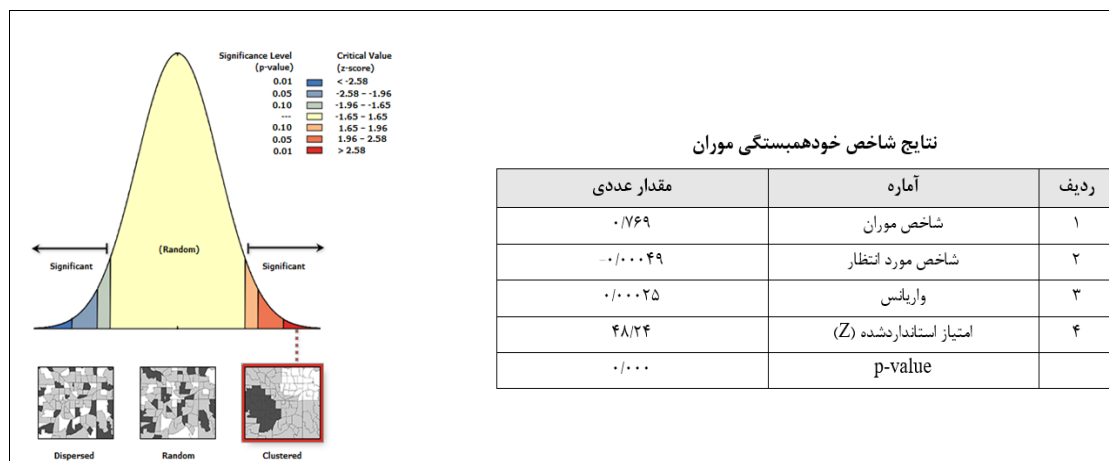 Significance Level
(p-value)
Critical Value
(z-score)
0.01 < -2.58
0.05 -2.58 – -1.96
0.10 -1.96 – -1.65
--- -1.65 – 1.65
0.10 1.65 – 1.96
0.05 1.96 – 2.58
0.01 > 2.58
(Random)
Significant
Significant
Dispersed
Random
Clustered
نتایج شاخص خودهمبستگی موران
ردیف آماره مقدار عددی
۱ شاخص موران ۰/۷۶۹
۲ شاخص مورد انتظار -۰/۰۰۰۴۹
۳ واریانس ۰/۰۰۰۲۵
۴ امتیاز استانداردشده (Z) ۴۸/۲۴
p-value ۰/۰۰۰